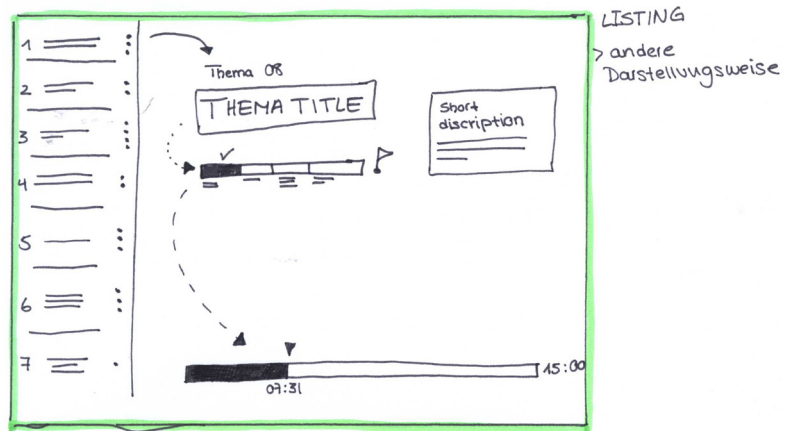 LISTING
> andere
Darstellungsweise
1
2
3
4
5
6
7
Thema 08
THEMA TITLE
Short
discription
15:00
07:31